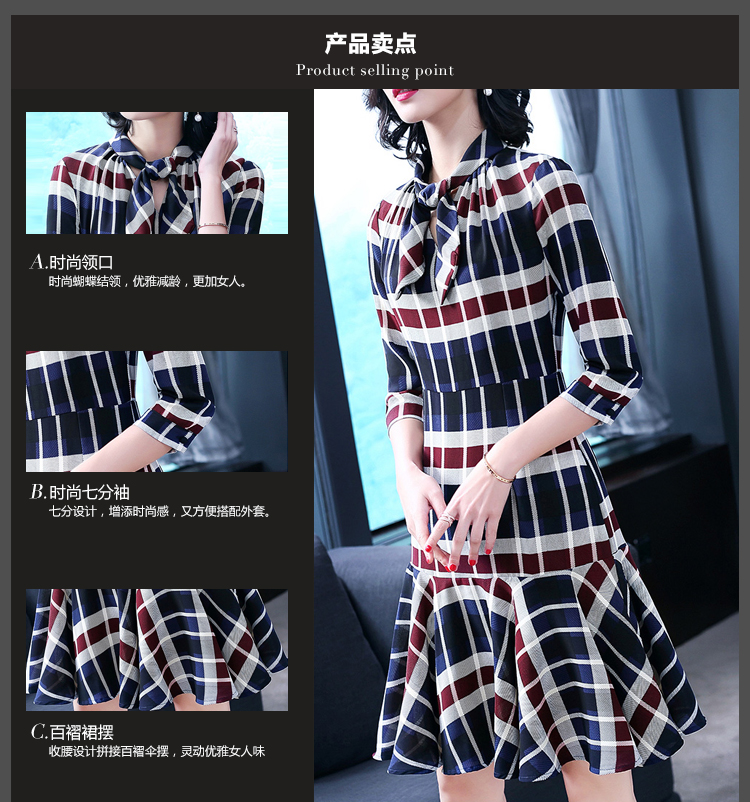 产品卖点
Product selling point
A.时尚领口
时尚蝴蝶结领，优雅减龄，更加女人。
B.时尚七分袖
七分设计，增添时尚感，又方便搭配外套。
C.百褶裙摆
收腰设计拼接百褶伞摆，灵动优雅女人味